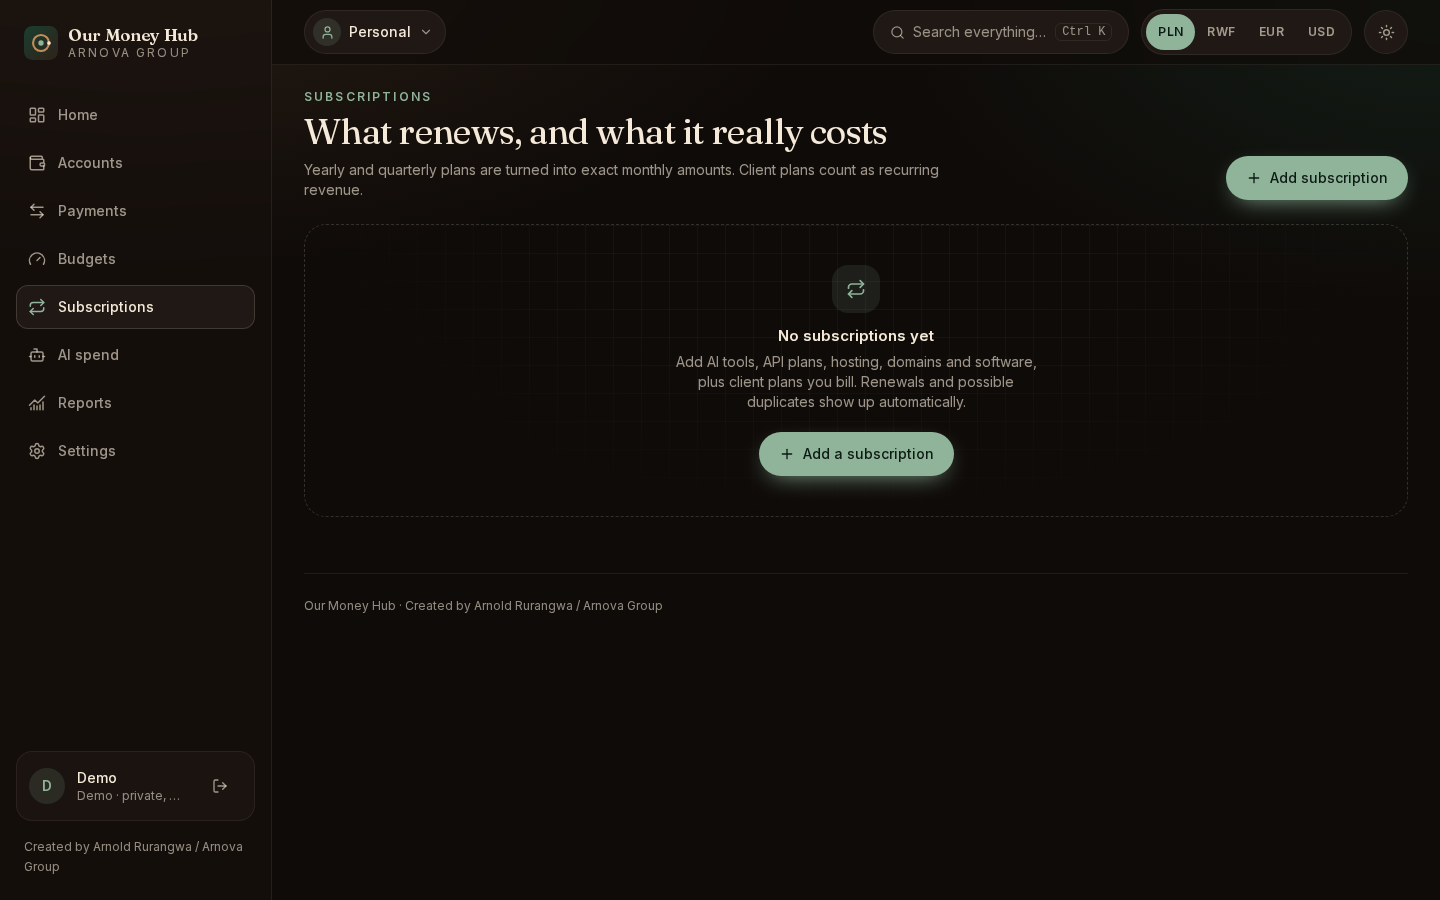 Our Money Hub
ARNOVA GROUP
Home
Accounts
Payments
Budgets
Subscriptions
AI spend
Reports
Settings
D
Demo
Demo · private, …
Created by Arnold Rurangwa / Arnova
Group
Personal
Search everything…
Ctrl K
PLN
RWF
EUR
USD
SUBSCRIPTIONS
What renews, and what it really costs
Yearly and quarterly plans are turned into exact monthly amounts. Client plans count as recurring
revenue.
Add subscription
No subscriptions yet
Add AI tools, API plans, hosting, domains and software,
plus client plans you bill. Renewals and possible
duplicates show up automatically.
Add a subscription
Our Money Hub · Created by Arnold Rurangwa / Arnova Group